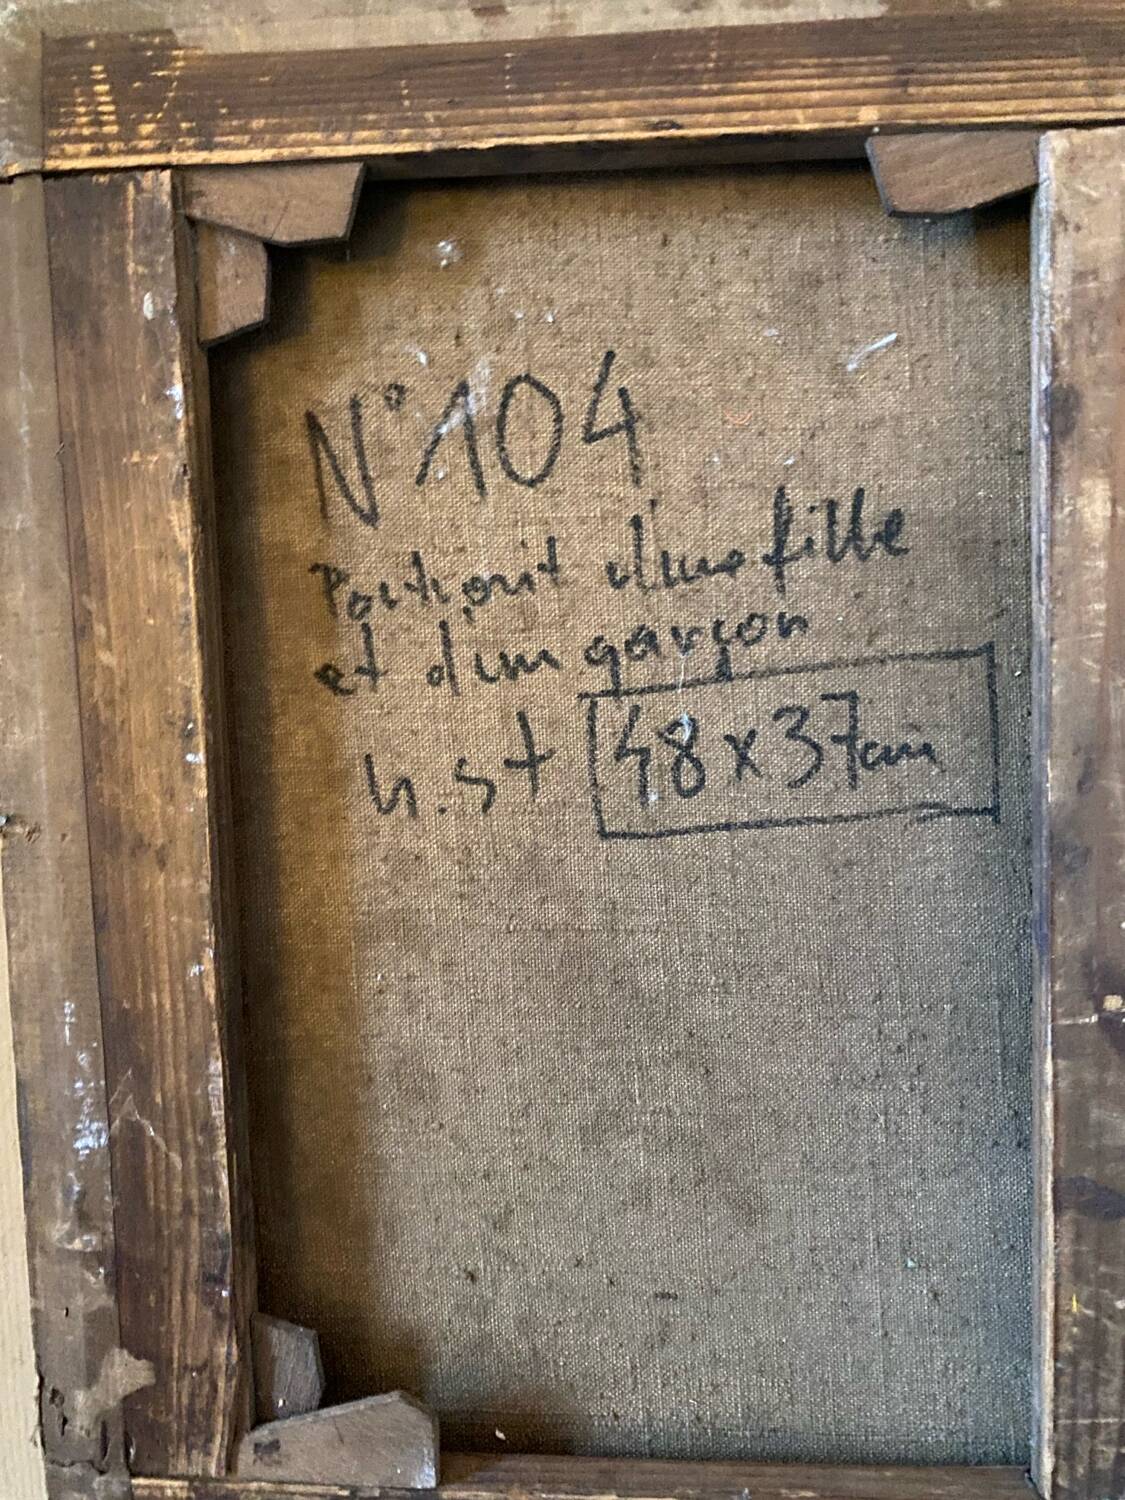 N° 104
Portrait d'une fille
et d'un garçon
h.s.t 48 x 37cm